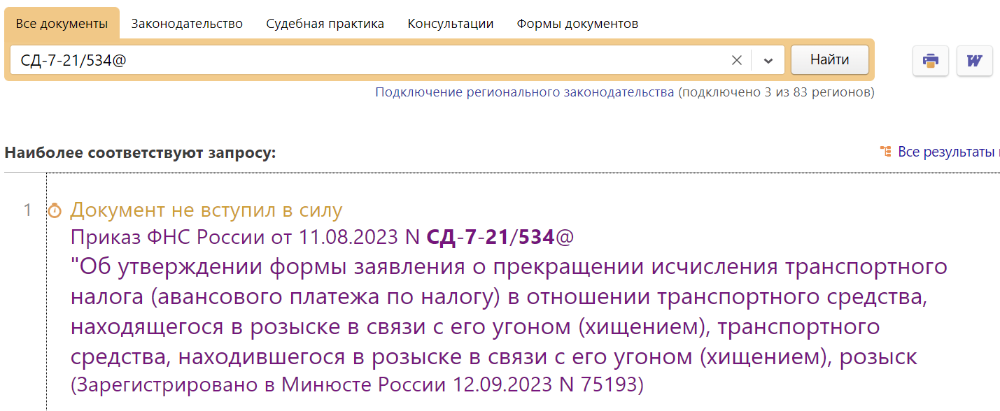 Все документы Законодательство Судебная практика Консультации Формы документов
СД-7-21/534@ Найти
Подключение регионального законодательства (подключено 3 из 83 регионов)
Наиболее соответствуют запросу: Все результаты
1 Документ не вступил в силу
Приказ ФНС России от 11.08.2023 N СД-7-21/534@
"Об утверждении формы заявления о прекращении исчисления транспортного
налога (авансового платежа по налогу) в отношении транспортного средства,
находящегося в розыске в связи с его угоном (хищением), транспортного
средства, находившегося в розыске в связи с его угоном (хищением), розыск
(Зарегистрировано в Минюсте России 12.09.2023 N 75193)